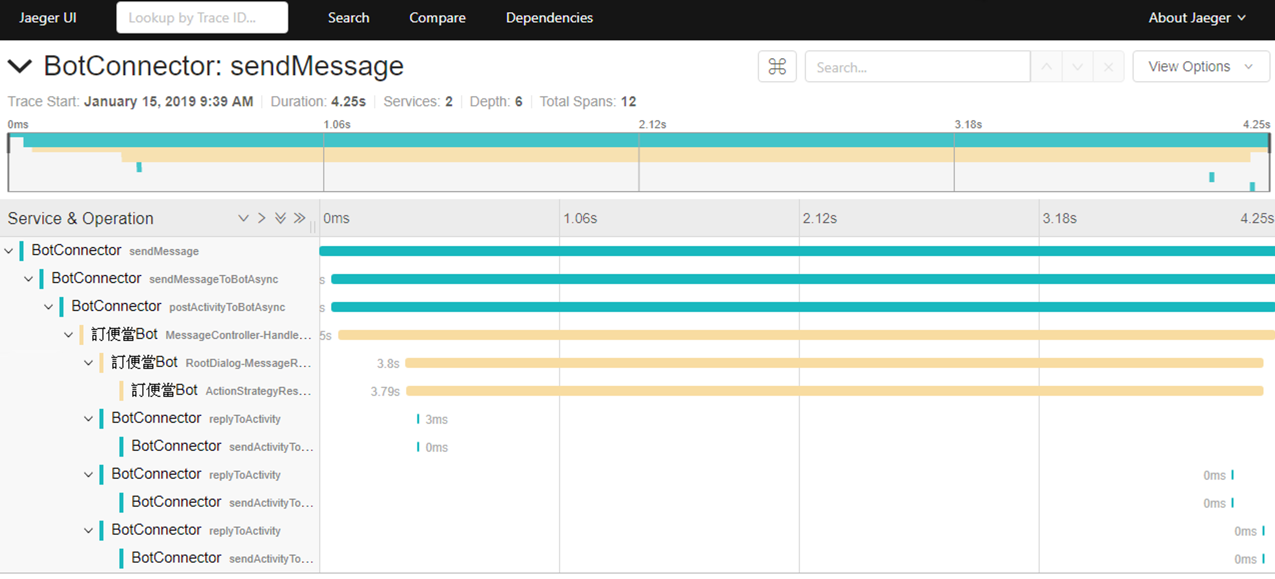 Jaeger UI Lookup by Trace ID... Search Compare Dependencies About Jaeger
BotConnector: sendMessage Search... View Options
Trace Start: January 15, 2019 9:39 AM Duration: 4.25s Services: 2 Depth: 6 Total Spans: 12
0ms 1.06s 2.12s 3.18s 4.25s
Service & Operation 0ms 1.06s 2.12s 3.18s 4.25s
BotConnector sendMessage
BotConnector sendMessageToBotAsync s
BotConnector postActivityToBotAsync s
訂便當Bot MessageController-Handle... 5s
訂便當Bot RootDialog-MessageR... 3.8s
訂便當Bot ActionStrategyRes... 3.79s
BotConnector replyToActivity 3ms
BotConnector sendActivityTo... 0ms
BotConnector replyToActivity 0ms
BotConnector sendActivityTo... 0ms
BotConnector replyToActivity 0ms
BotConnector sendActivityTo... 0ms